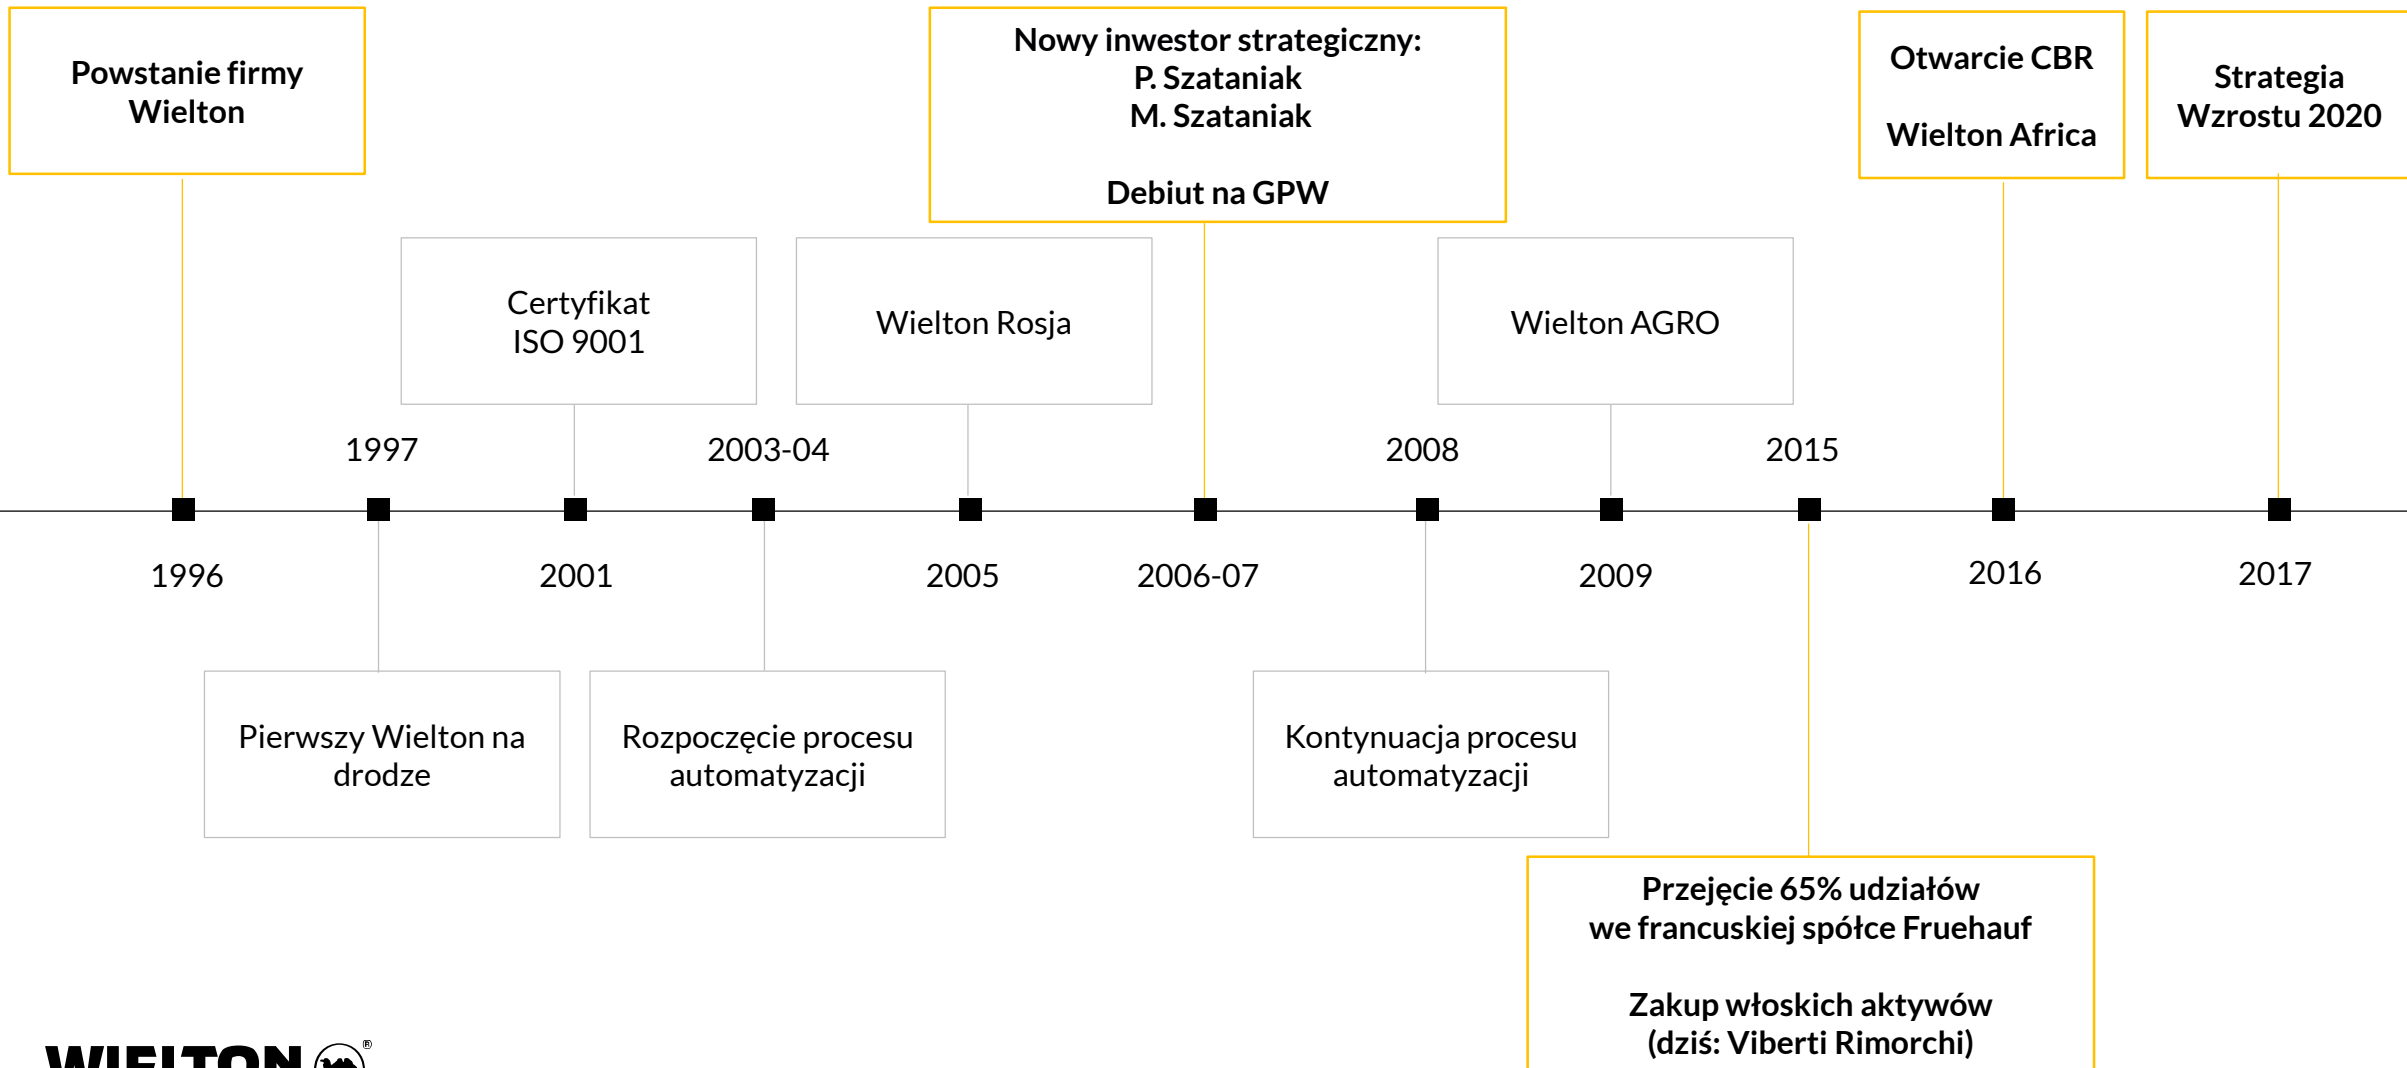 Powstanie firmy
Wielton
Nowy inwestor strategiczny:
P. Szataniak
M. Szataniak
Debiut na GPW
Otwarcie CBR
Wielton Africa
Strategia
Wzrostu 2020
Certyfikat
ISO 9001
Wielton Rosja
Wielton AGRO
1997
2003-04
2008
2015
1996
2001
2005
2006-07
2009
2016
2017
Pierwszy Wielton na
drodze
Rozpoczęcie procesu
automatyzacji
Kontynuacja procesu
automatyzacji
Przejęcie 65% udziałów
we francuskiej spółce Fruehauf
Zakup włoskich aktywów
(dziś: Viberti Rimorchi)
WIELTON ®